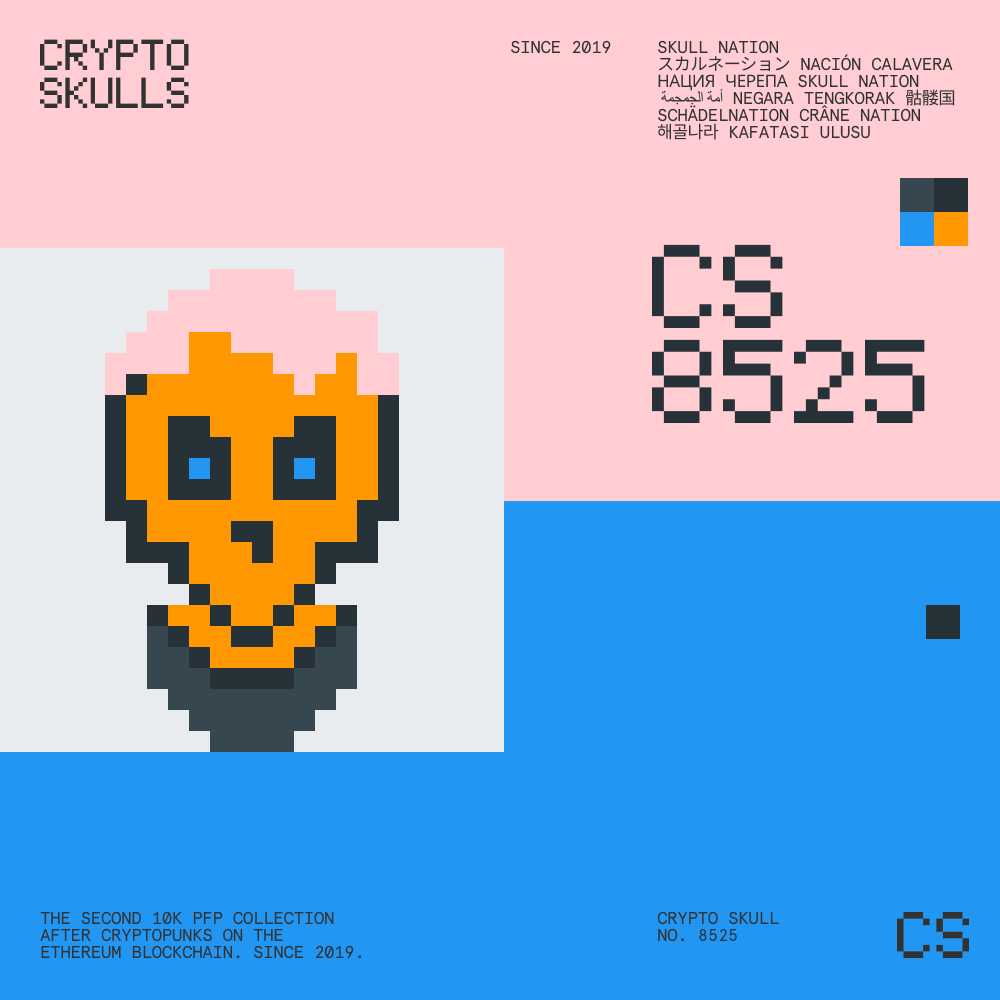 CRYPTO
SKULLS
SINCE 2019
SKULL NATION
スカルネーション NACIÓN CALAVERA
НАЦИЯ ЧЕРЕПА SKULL NATION
أمة الجمجمة NEGARA TENGKORAK 骷髅国
SCHÄDELNATION CRÂNE NATION
해골나라 KAFATASI ULUSU
CS
8525
THE SECOND 10K PFP COLLECTION
AFTER CRYPTOPUNKS ON THE
ETHEREUM BLOCKCHAIN. SINCE 2019.
CRYPTO SKULL
NO. 8525
CS